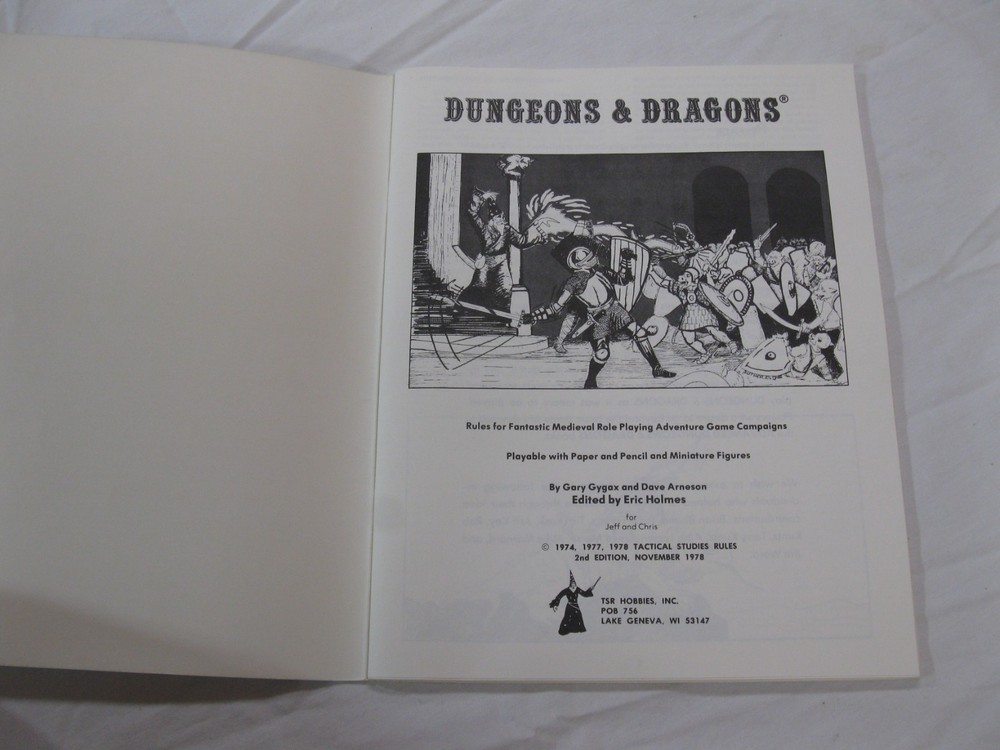 DUNGEONS & DRAGONS®
Rules for Fantastic Medieval Role Playing Adventure Game Campaigns
Playable with Paper and Pencil and Miniature Figures
By Gary Gygax and Dave Arneson
Edited by Eric Holmes
for
Jeff and Chris
© 1974, 1977, 1978 TACTICAL STUDIES RULES
2nd EDITION, NOVEMBER 1978
TSR HOBBIES, INC.
POB 756
LAKE GENEVA, WI 53147